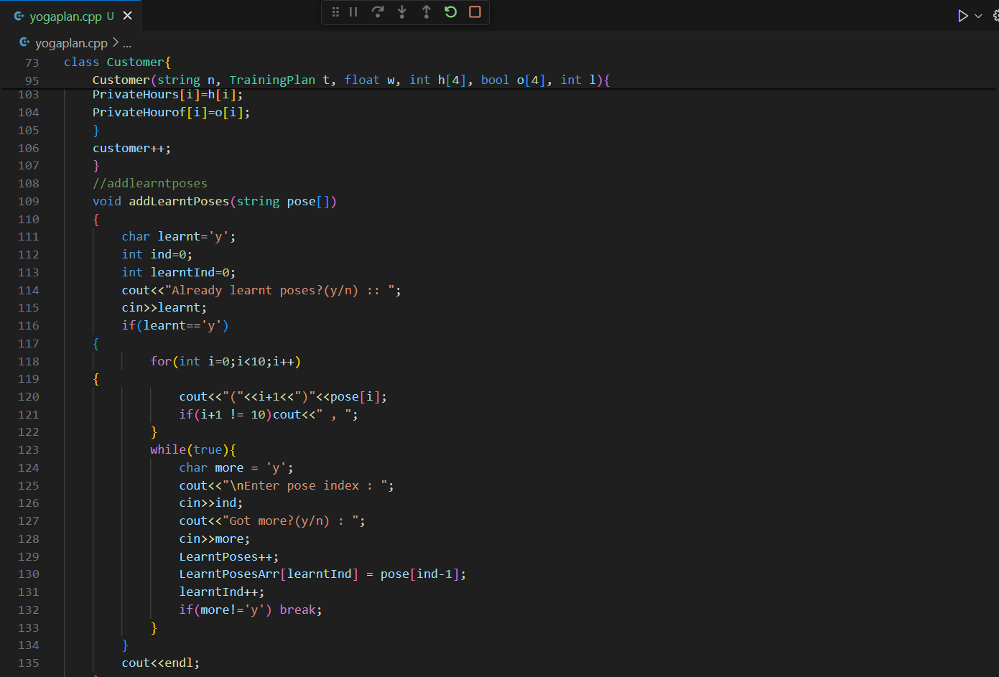 yogaplan.cpp U
yogaplan.cpp > ...
73 class Customer{
95 Customer(string n, TrainingPlan t, float w, int h[4], bool o[4], int l){
103 PrivateHours[i]=h[i];
104 PrivateHourof[i]=o[i];
105 }
106 customer++;
107 }
108 //addlearntposes
109 void addLearntPoses(string pose[])
110 {
111 char learnt='y';
112 int ind=0;
113 int learntInd=0;
114 cout<<"Already learnt poses?(y/n) :: ";
115 cin>>learnt;
116 if(learnt=='y')
117 {
118 for(int i=0;i<10;i++)
119 {
120 cout<<"("<<i+1<<")"<<pose[i];
121 if(i+1 != 10)cout<<" , ";
122 }
123 while(true){
124 char more = 'y';
125 cout<<"\nEnter pose index : ";
126 cin>>ind;
127 cout<<"Got more?(y/n) : ";
128 cin>>more;
129 LearntPoses++;
130 LearntPosesArr[learntInd] = pose[ind-1];
131 learntInd++;
132 if(more!='y') break;
133 }
134 }
135 cout<<endl;